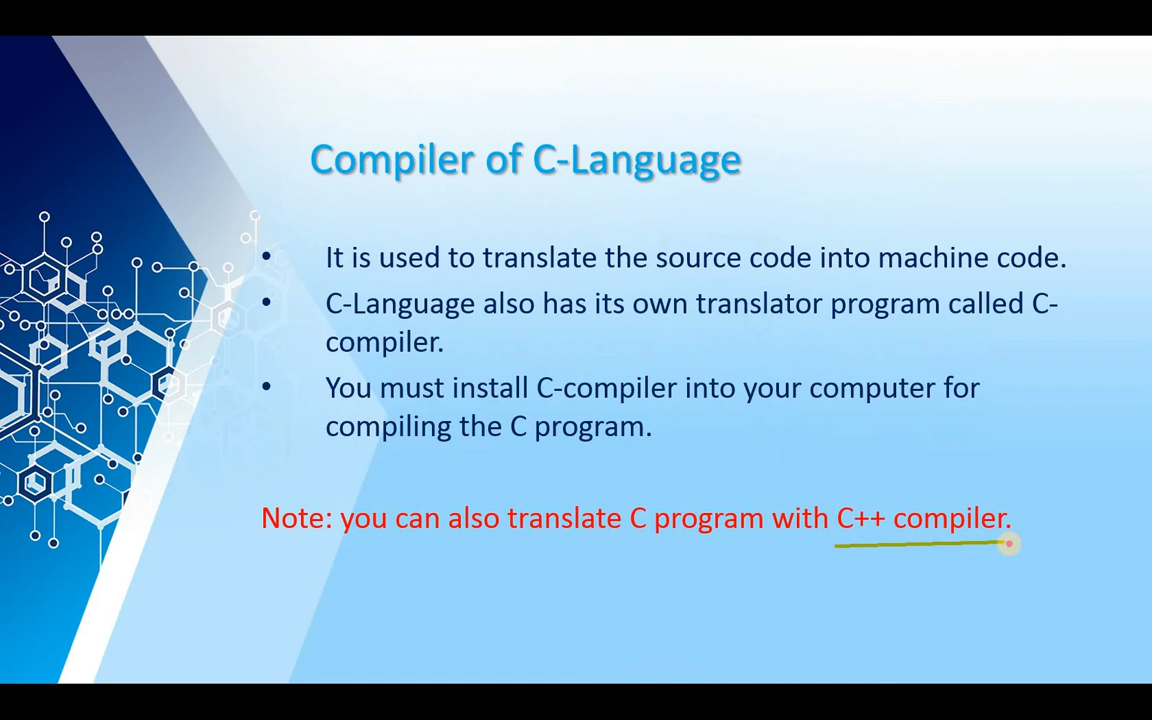 Compiler of C-Language
• It is used to translate the source code into machine code.
• C-Language also has its own translator program called C-
compiler.
• You must install C-compiler into your computer for
compiling the C program.
Note: you can also translate C program with C++ compiler.